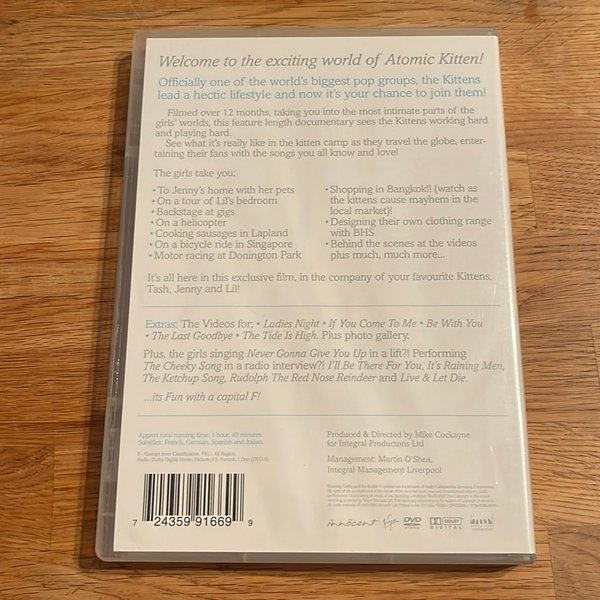 Welcome to the exciting world of Atomic Kitten!
Officially one of the world's biggest pop groups, the Kittens
lead a hectic lifestyle and now it's your chance to join them!
Filmed over 12 months, taking you into the most intimate parts of the
girls' worlds, this feature length documentary sees the Kittens working hard
and playing hard.
See what it's really like in the kitten camp as they travel the globe, enter-
taining their fans with the songs you all know and love!
The girls take you;
• To Jenny's home with her pets
• On a tour of Lil's bedroom
• Backstage at gigs
• On a helicopter
• Cooking sausages in Lapland
• On a bicycle ride in Singapore
• Motor racing at Donington Park
• Shopping in Bangkok!! (watch as
the kittens cause mayhem in the
local market)!
• Designing their own clothing range
with BHS
• Behind the scenes at the videos
plus much, much more...
It's all here in this exclusive film, in the company of your favourite Kittens,
Tash, Jenny and Lil!
Extras: The Videos for; • Ladies Night • If You Come To Me • Be With You
• The Last Goodbye • The Tide Is High. Plus photo gallery.
Plus, the girls singing Never Gonna Give You Up in a lift?! Performing
The Cheeky Song in a radio interview?! I'll Be There For You, It's Raining Men,
The Ketchup Song, Rudolph The Red Nose Reindeer and Live & Let Die.
...its Fun with a capital F!
Approx total running time: 1 hour, 45 minutes.
Subtitles: French, German, Spanish and Italian.
E - Exempt from Classification. PAL - All Region.
Produced & Directed by Mike Cockayne
for Integral Productons Ltd
Management: Martin O'Shea,
Integral Management Liverpool
7 24359 91669 9
innocent Virgin DVD VIDEO DOLBY DIGITAL